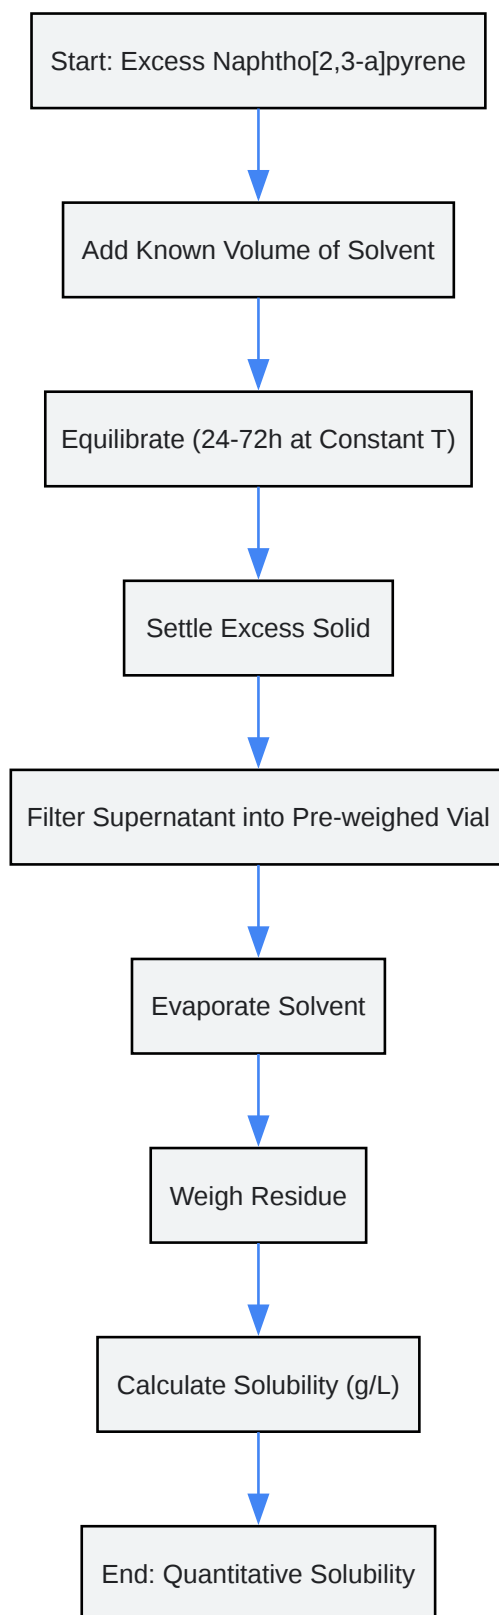 Start: Excess Naphtho[2,3-a]pyrene
Add Known Volume of Solvent
Equilibrate (24-72h at Constant T)
Settle Excess Solid
Filter Supernatant into Pre-weighed Vial
Evaporate Solvent
Weigh Residue
Calculate Solubility (g/L)
End: Quantitative Solubility